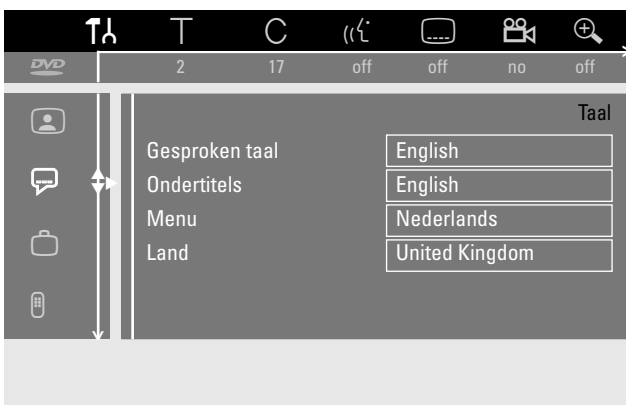 T C
DVD 2 17 off off no off
Taal
Gesproken taal English
Ondertitels English
Menu Nederlands
Land United Kingdom